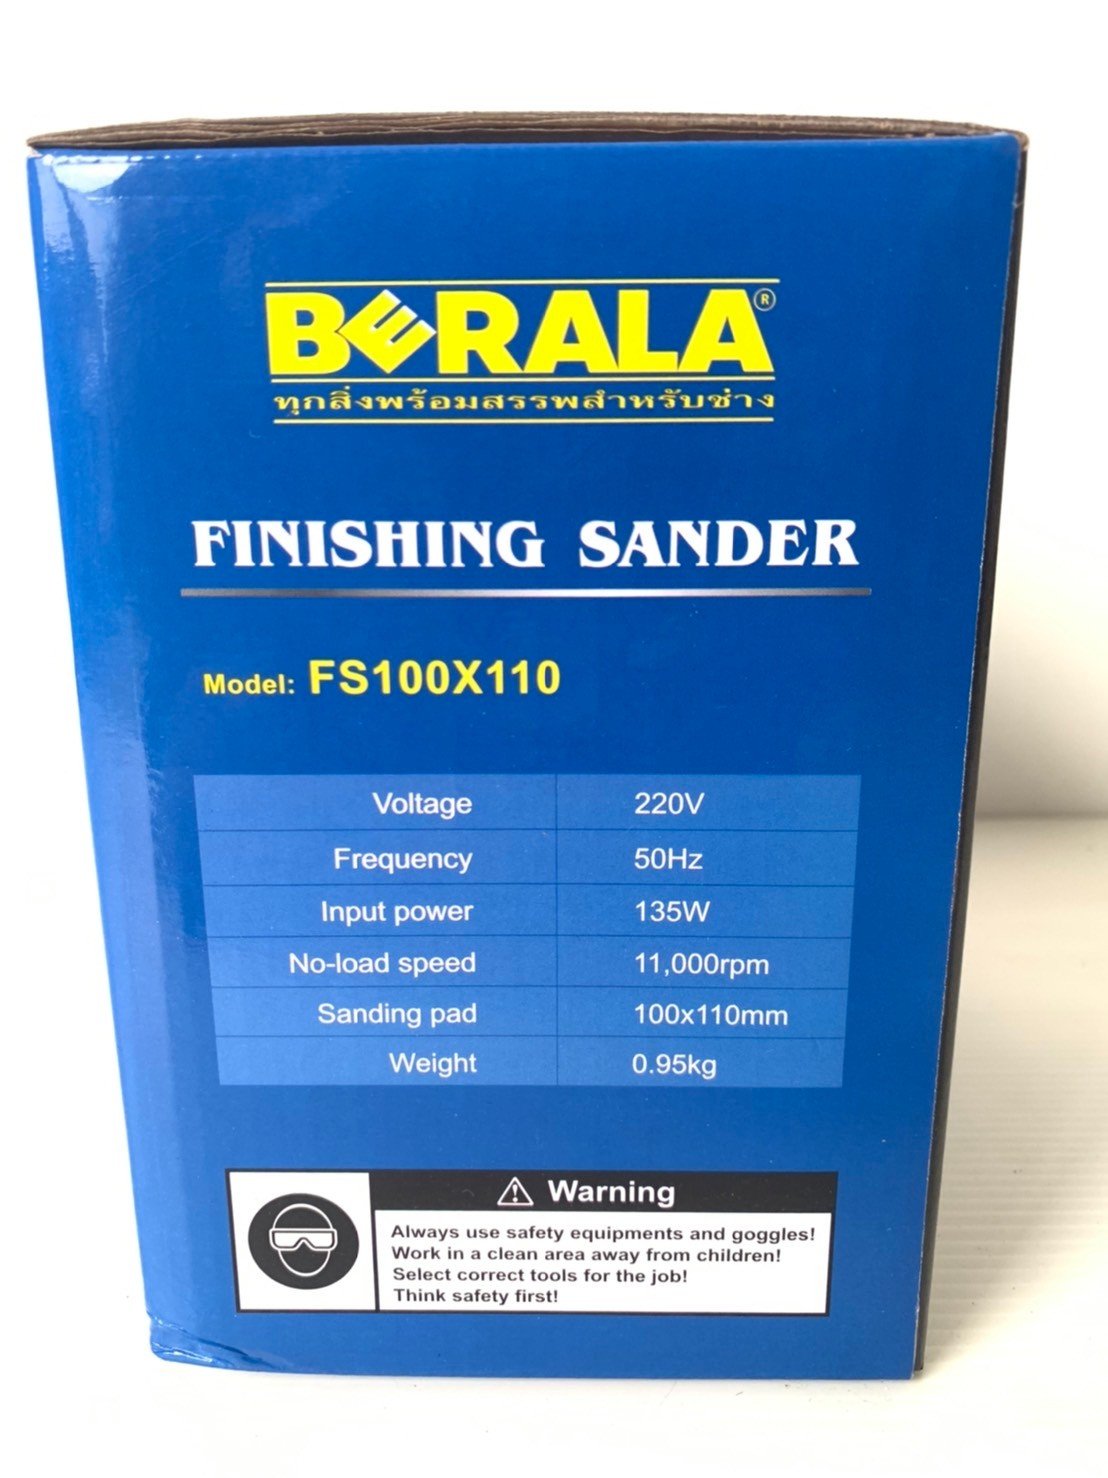 BERALA®
ทุกสิ่งพร้อมสรรพสำหรับช่าง
FINISHING SANDER
Model: FS100X110
Voltage 220V
Frequency 50Hz
Input power 135W
No-load speed 11,000rpm
Sanding pad 100x110mm
Weight 0.95kg
Warning
Always use safety equipments and goggles!
Work in a clean area away from children!
Select correct tools for the job!
Think safety first!